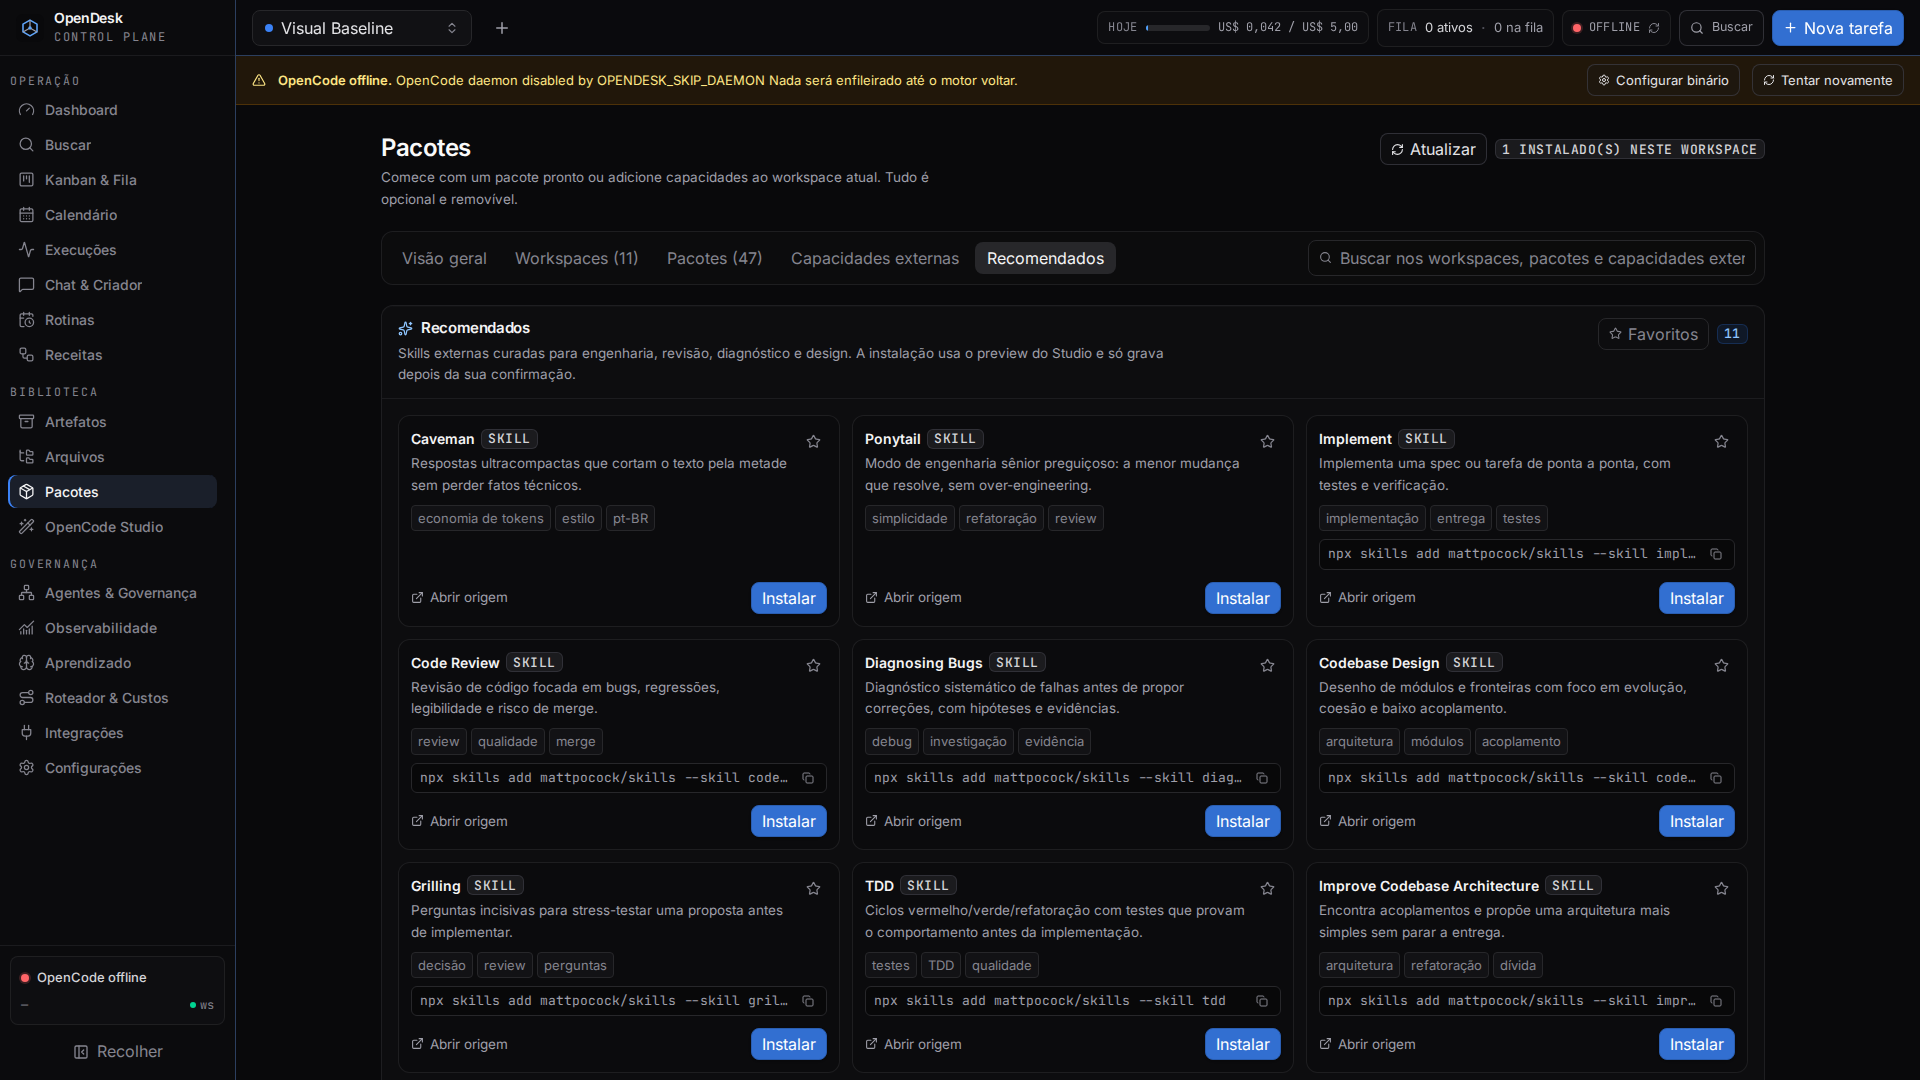 OpenDesk
CONTROL PLANE
Visual Baseline
HOJE US$ 0,042 / US$ 5,00
FILA 0 ativos · 0 na fila
OFFLINE
Buscar
Nova tarefa
OpenCode offline. OpenCode daemon disabled by OPENDESK_SKIP_DAEMON Nada será enfileirado até o motor voltar.
Configurar binário
Tentar novamente
OPERAÇÃO
Dashboard
Buscar
Kanban & Fila
Calendário
Execuções
Chat & Criador
Rotinas
Receitas
BIBLIOTECA
Artefatos
Arquivos
Pacotes
OpenCode Studio
GOVERNANÇA
Agentes & Governança
Observabilidade
Aprendizado
Roteador & Custos
Integrações
Configurações
OpenCode offline
— ws
Recolher
Pacotes
Comece com um pacote pronto ou adicione capacidades ao workspace atual. Tudo é
opcional e removível.
Atualizar
1 INSTALADO(S) NESTE WORKSPACE
Visão geral
Workspaces (11)
Pacotes (47)
Capacidades externas
Recomendados
Buscar nos workspaces, pacotes e capacidades exter
Recomendados
Skills externas curadas para engenharia, revisão, diagnóstico e design. A instalação usa o preview do Studio e só grava
depois da sua confirmação.
Favoritos
11
Caveman SKILL
Respostas ultracompactas que cortam o texto pela metade
sem perder fatos técnicos.
economia de tokens estilo pt-BR
Abrir origem
Instalar
Ponytail SKILL
Modo de engenharia sênior preguiçoso: a menor mudança
que resolve, sem over-engineering.
simplicidade refatoração review
Abrir origem
Instalar
Implement SKILL
Implementa uma spec ou tarefa de ponta a ponta, com
testes e verificação.
implementação entrega testes
npx skills add mattpocock/skills --skill impl…
Abrir origem
Instalar
Code Review SKILL
Revisão de código focada em bugs, regressões,
legibilidade e risco de merge.
review qualidade merge
npx skills add mattpocock/skills --skill code…
Abrir origem
Instalar
Diagnosing Bugs SKILL
Diagnóstico sistemático de falhas antes de propor
correções, com hipóteses e evidências.
debug investigação evidência
npx skills add mattpocock/skills --skill diag…
Abrir origem
Instalar
Codebase Design SKILL
Desenho de módulos e fronteiras com foco em evolução,
coesão e baixo acoplamento.
arquitetura módulos acoplamento
npx skills add mattpocock/skills --skill code…
Abrir origem
Instalar
Grilling SKILL
Perguntas incisivas para stress-testar uma proposta antes
de implementar.
decisão review perguntas
npx skills add mattpocock/skills --skill gril…
Abrir origem
Instalar
TDD SKILL
Ciclos vermelho/verde/refatoração com testes que provam
o comportamento antes da implementação.
testes TDD qualidade
npx skills add mattpocock/skills --skill tdd
Abrir origem
Instalar
Improve Codebase Architecture SKILL
Encontra acoplamentos e propõe uma arquitetura mais
simples sem parar a entrega.
arquitetura refatoração dívida
npx skills add mattpocock/skills --skill impr…
Abrir origem
Instalar